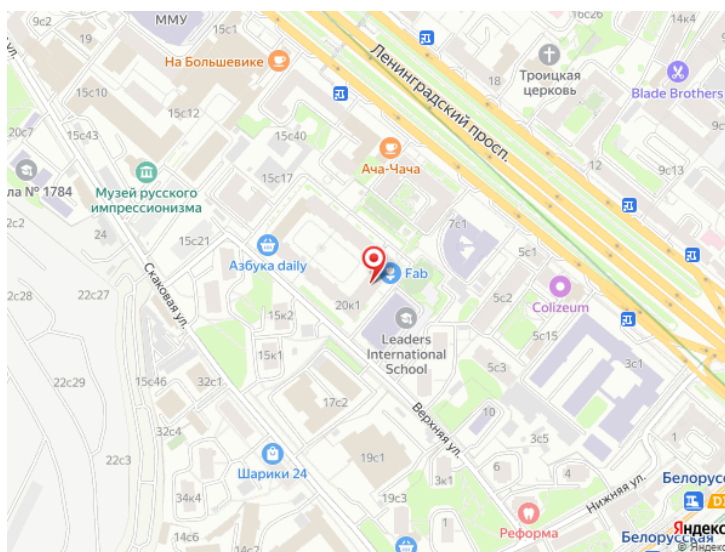 9с2
19
ММУ
16с26
14к4
На Большевике
15с10
18
Троицкая
церковь
Blade Brothers
Ленинградский просп.
15с12
20с7
15с43
15с40
12
9с13
Ача-Чача
ла № 1784
Музей русского
импрессионизма
15с17
24
2с2
7с1
15с21
5с1
Азбука daily
Fab
Скаковая ул.
22с28
22с27
20к1
5с2
Colizeum
15к2
Leaders
International
School
5с15
3с1
15к1
5с3
22с29
15с46
32с1
17с2
10
Верхняя ул.
32с4
3с5
1
22с3
Шарики 24
19с1
6
4
Нижняя ул.
Белорусск
3к1
34к4
19с3
Реформа
D
14с6
Белорусская
Яндекс
© Яндекс